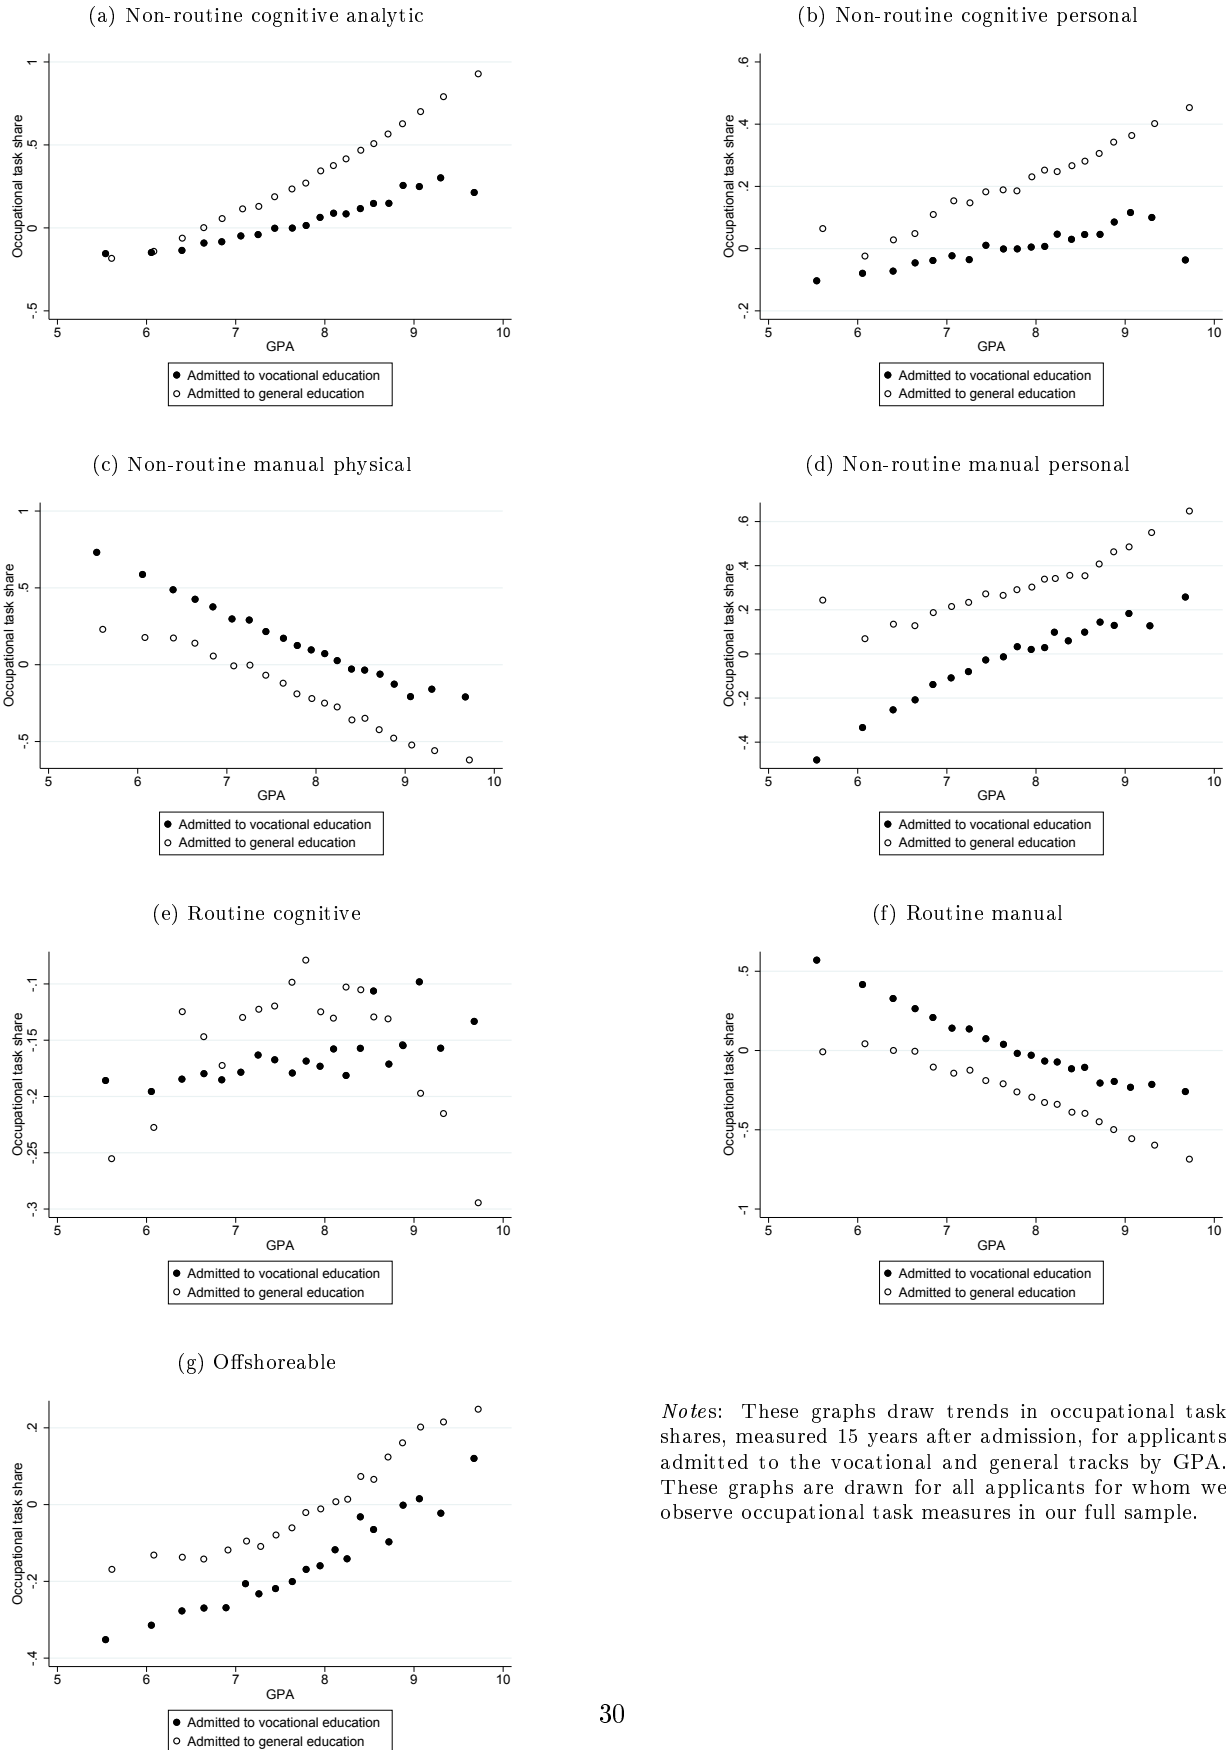 (a) Non-routine cognitive analytic
Occupational task share
1
.5
0
-.5
5 6 7 8 9 10
GPA
Admitted to vocational education
Admitted to general education
(b) Non-routine cognitive personal
Occupational task share
.6
.4
.2
0
-.2
5 6 7 8 9 10
GPA
Admitted to vocational education
Admitted to general education
(c) Non-routine manual physical
Occupational task share
1
.5
0
-.5
5 6 7 8 9 10
GPA
Admitted to vocational education
Admitted to general education
(d) Non-routine manual personal
Occupational task share
.6
.4
.2
0
-.2
-.4
5 6 7 8 9 10
GPA
Admitted to vocational education
Admitted to general education
(e) Routine cognitive
Occupational task share
-.1
-.15
-.2
-.25
-.3
5 6 7 8 9 10
GPA
Admitted to vocational education
Admitted to general education
(f) Routine manual
Occupational task share
.5
0
-.5
-1
5 6 7 8 9 10
GPA
Admitted to vocational education
Admitted to general education
(g) Offshoreable
Occupational task share
.2
0
-.2
-.4
5 6 7 8 9 10
GPA
Admitted to vocational education
Admitted to general education
Notes: These graphs draw trends in occupational task
shares, measured 15 years after admission, for applicants
admitted to the vocational and general tracks by GPA.
These graphs are drawn for all applicants for whom we
observe occupational task measures in our full sample.
30